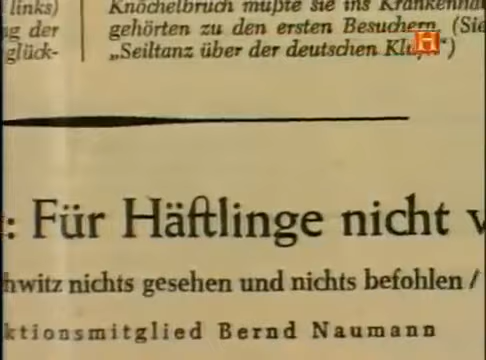 links)
Knöchelbruch mußte sie ins
g der
gehörten zu den ersten Besuchern. (Sie
glück-
„Seiltanz über der deutschen
H
: Für Häftlinge nicht
hwitz nichts gesehen und nichts befohlen /
ktionsmitglied Bernd Naumann